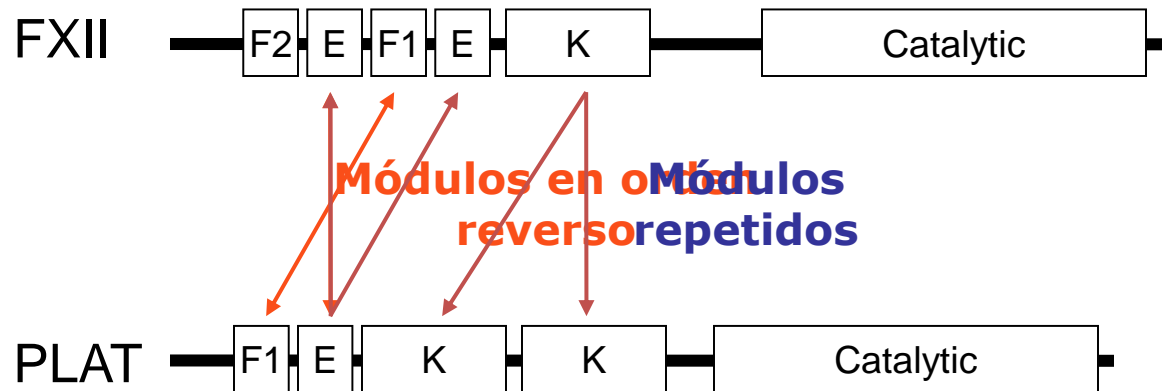 FXII F2 E F1 E K Catalytic
Módulos en orden
reverso
Módulos
repetidos
PLAT F1 E K K Catalytic